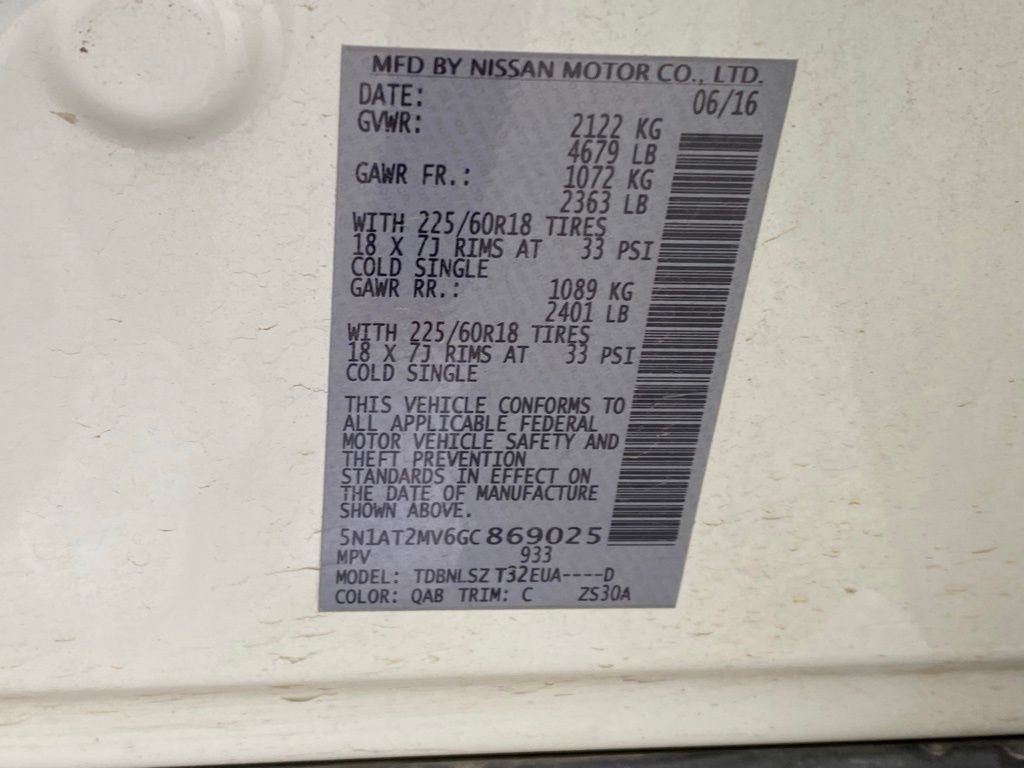 MFD BY NISSAN MOTOR CO., LTD.
DATE: 06/16
GVWR: 2122 KG
4679 LB
GAWR FR.: 1072 KG
2363 LB
WITH 225/60R18 TIRES
18 X 7J RIMS AT 33 PSI
COLD SINGLE
GAWR RR.: 1089 KG
2401 LB
WITH 225/60R18 TIRES
18 X 7J RIMS AT 33 PSI
COLD SINGLE
THIS VEHICLE CONFORMS TO
ALL APPLICABLE FEDERAL
MOTOR VEHICLE SAFETY AND
THEFT PREVENTION
STANDARDS IN EFFECT ON
THE DATE OF MANUFACTURE
SHOWN ABOVE.
5N1AT2MV6GC869025
MPV 933
MODEL: TDBNLSZ T32EUA----D
COLOR: QAB TRIM: C ZS30A